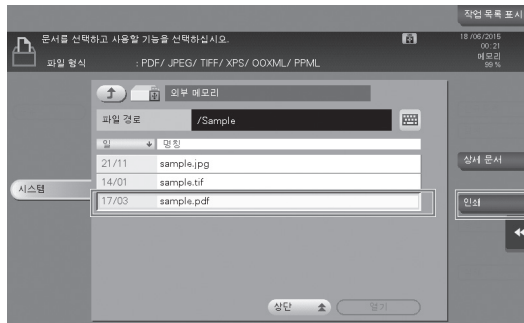 작업 목록 표시
문서를 선택하고 사용할 기능을 선택하십시오.
18/06/2015
00:21
메모리
99 %
파일 형식 : PDF/ JPEG/ TIFF/ XPS/ OOXML/ PPML
외부 메모리
파일 경로 /Sample
일 명칭
21/11 sample.jpg
14/01 sample.tif
17/03 sample.pdf
시스템
상세 문서
인쇄
상단
열기